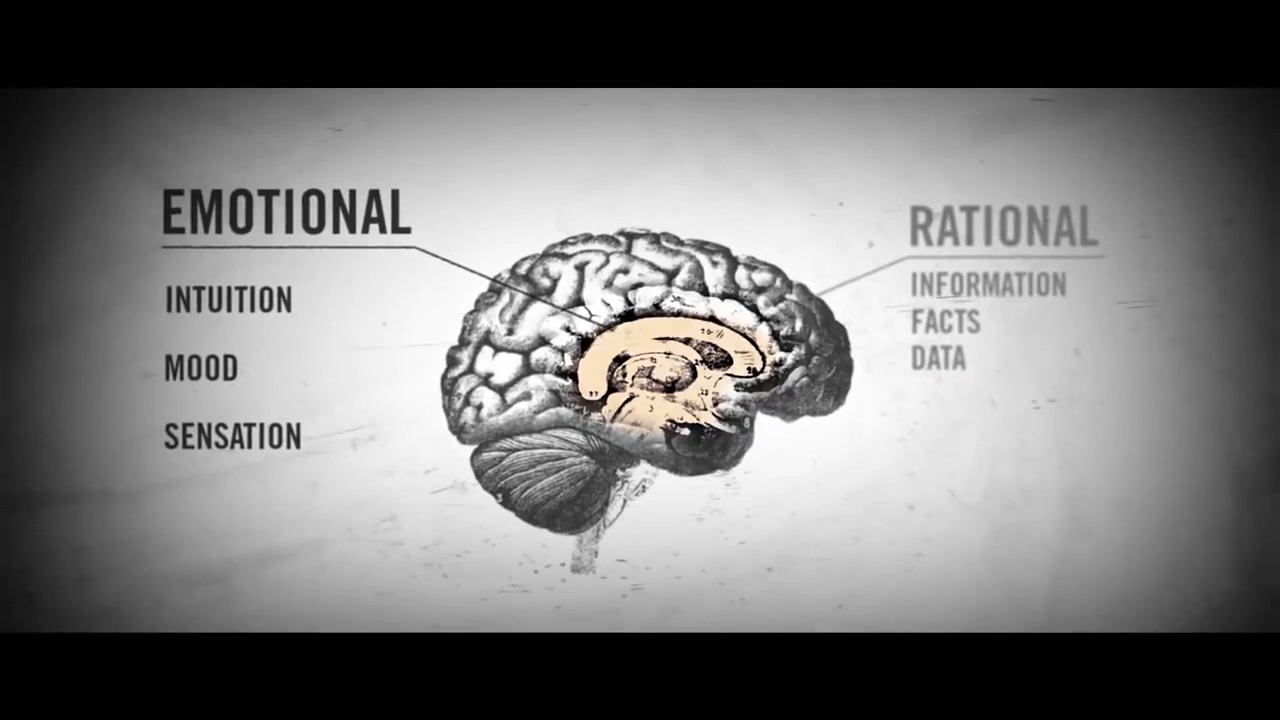 EMOTIONAL
INTUITION
MOOD
SENSATION
RATIONAL
INFORMATION
FACTS
DATA